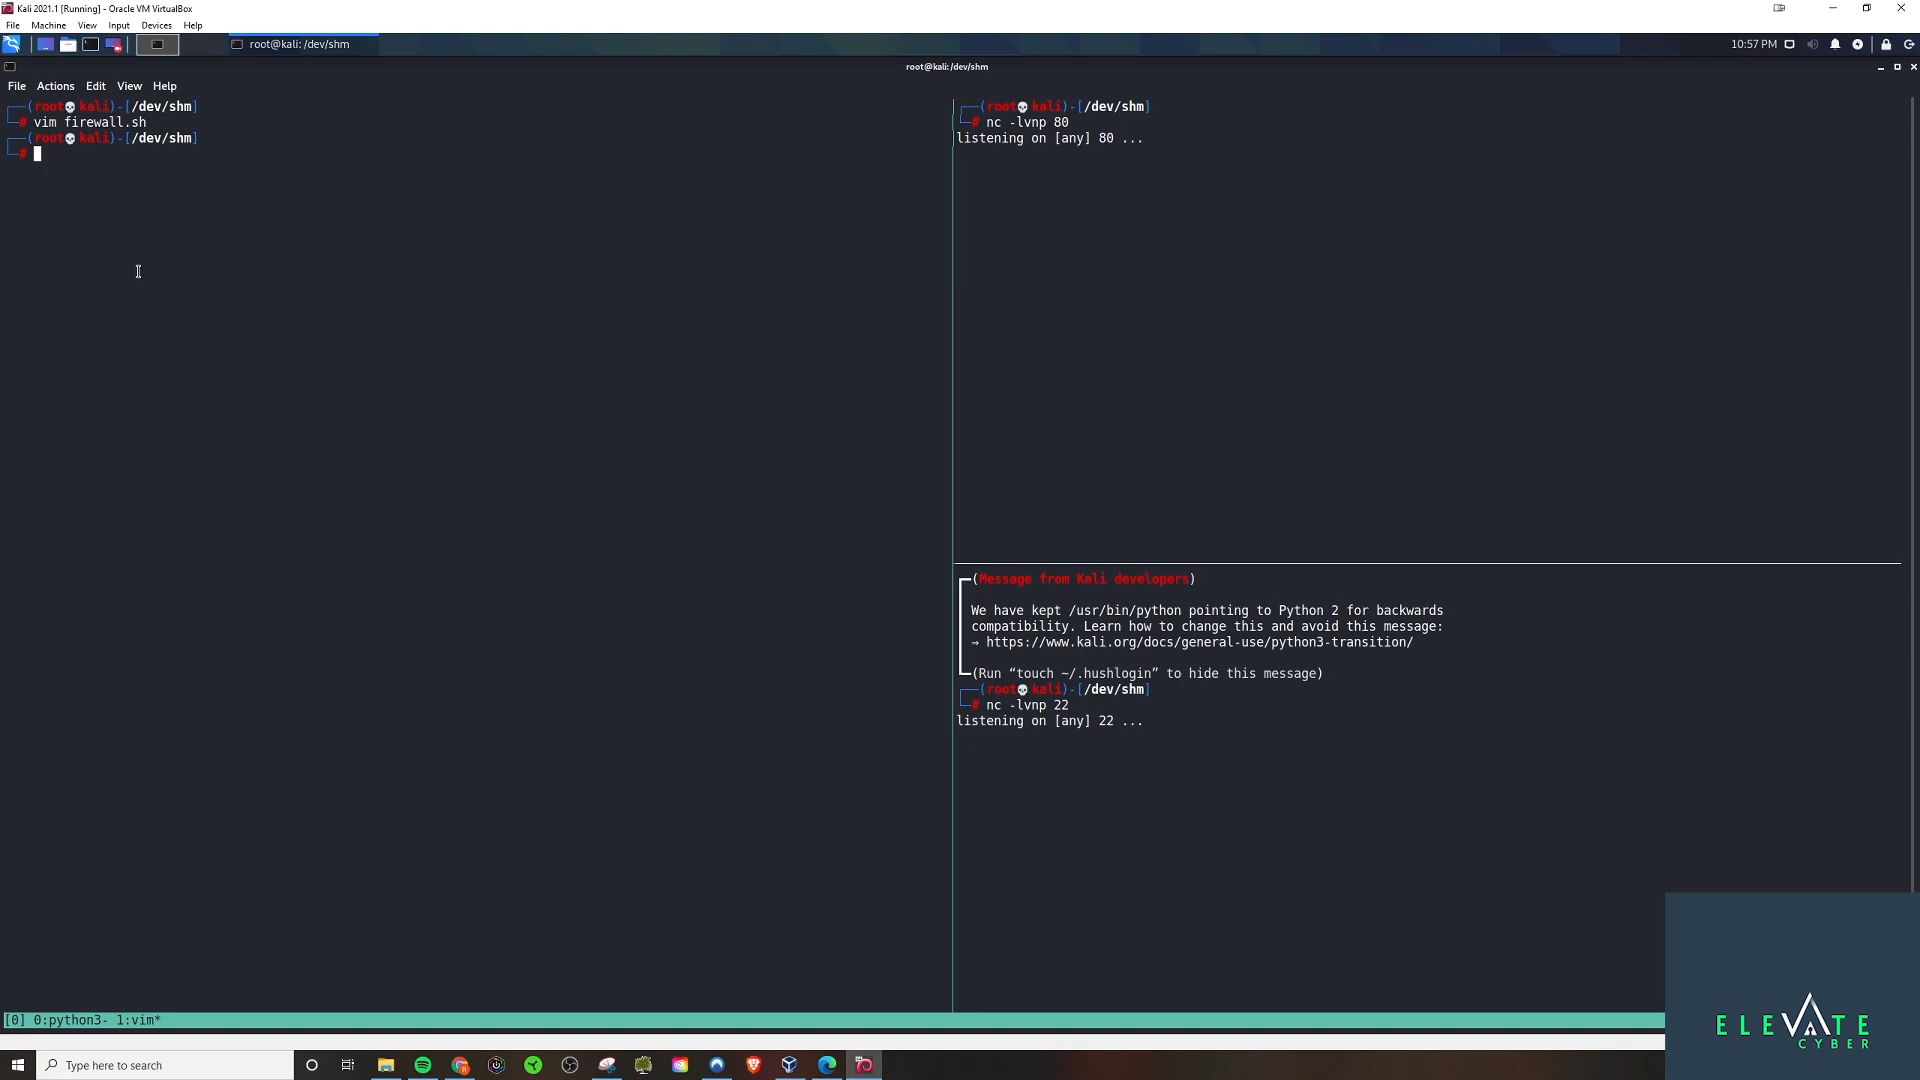 Kali 2021.1 [Running] - Oracle VM VirtualBox
File Machine View Input Devices Help
root@kali: /dev/shm
10:57 PM
root@kali: /dev/shm
File Actions Edit View Help
┌──(root💀kali)-[/dev/shm]
└─# vim firewall.sh
┌──(root💀kali)-[/dev/shm]
└─#
┌──(root💀kali)-[/dev/shm]
└─# nc -lvnp 80
listening on [any] 80 ...
┏━(Message from Kali developers)
┃ We have kept /usr/bin/python pointing to Python 2 for backwards
┃ compatibility. Learn how to change this and avoid this message:
┃ ⇒ https://www.kali.org/docs/general-use/python3-transition/
┗━(Run “touch ~/.hushlogin” to hide this message)
┌──(root💀kali)-[/dev/shm]
└─# nc -lvnp 22
listening on [any] 22 ...
[0] 0:python3- 1:vim*
ELEVATE
CYBER
Type here to search